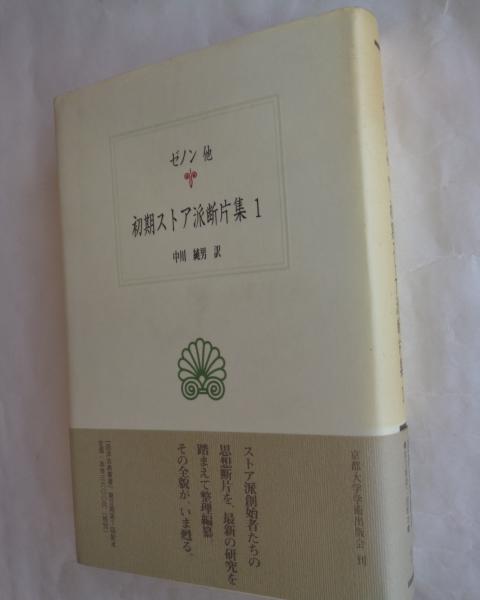 ゼノン 他
初期ストア派断片集 1
中川 純男 訳
ストア派創始者たちの
思想断片を、最新の研究を
踏まえて整理編纂。
その全貌が、いま甦る。
京都大学学術出版会 刊